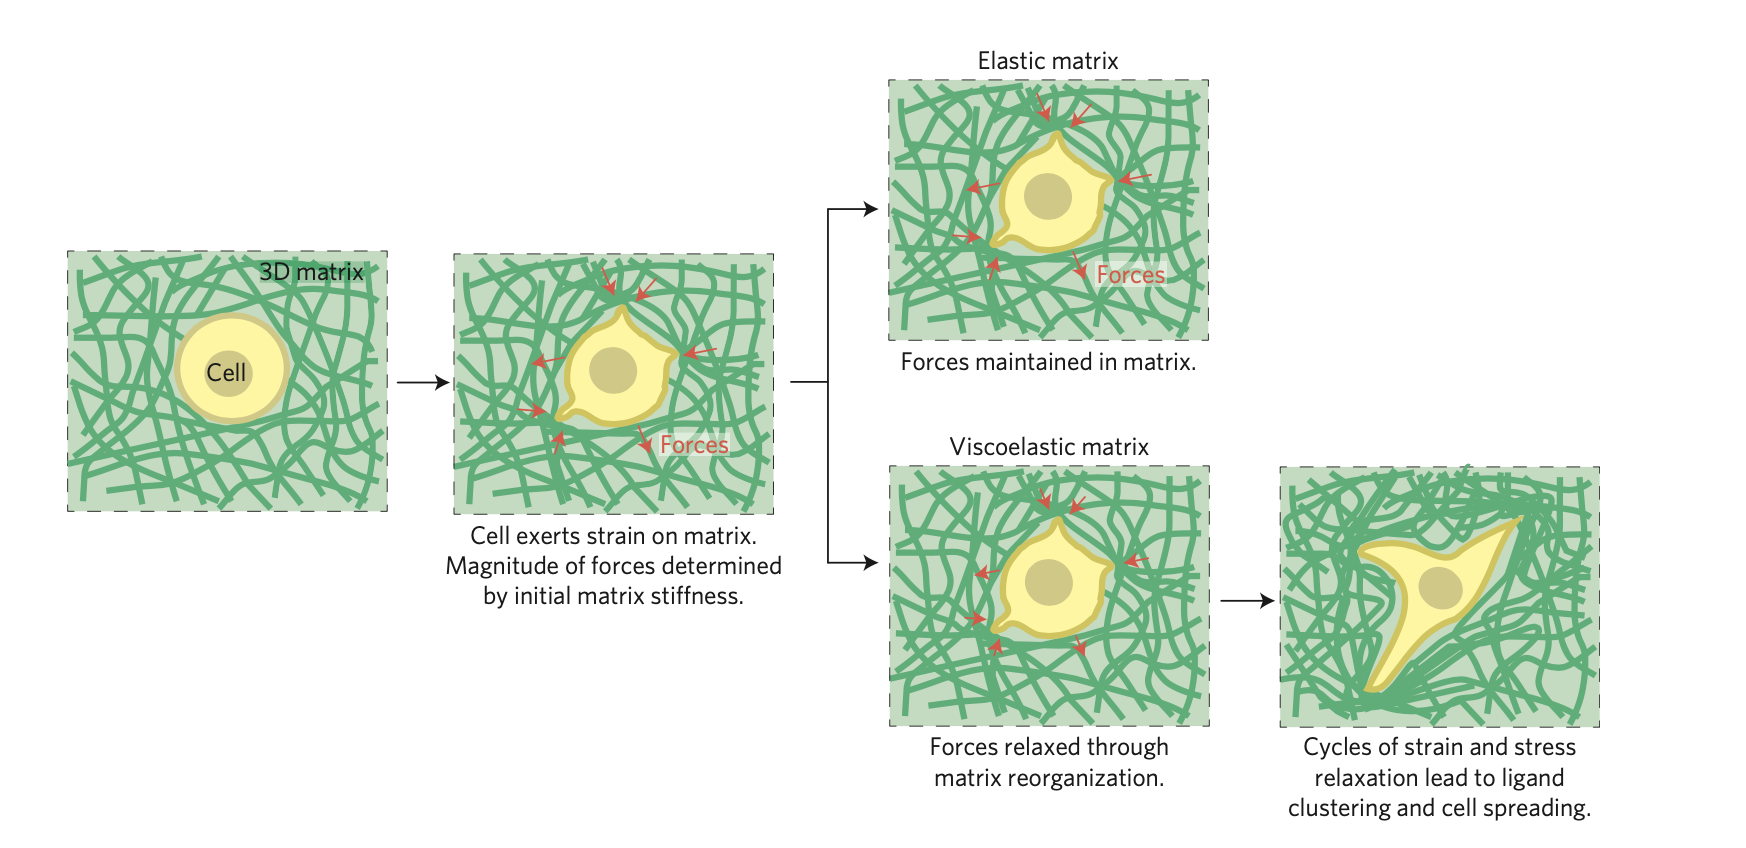 Elastic matrix
3D matrix
Cell
Forces
Forces maintained in matrix.
Forces
Cell exerts strain on matrix.
Magnitude of forces determined
by initial matrix stiffness.
Viscoelastic matrix
Forces relaxed through
matrix reorganization.
Cycles of strain and stress
relaxation lead to ligand
clustering and cell spreading.